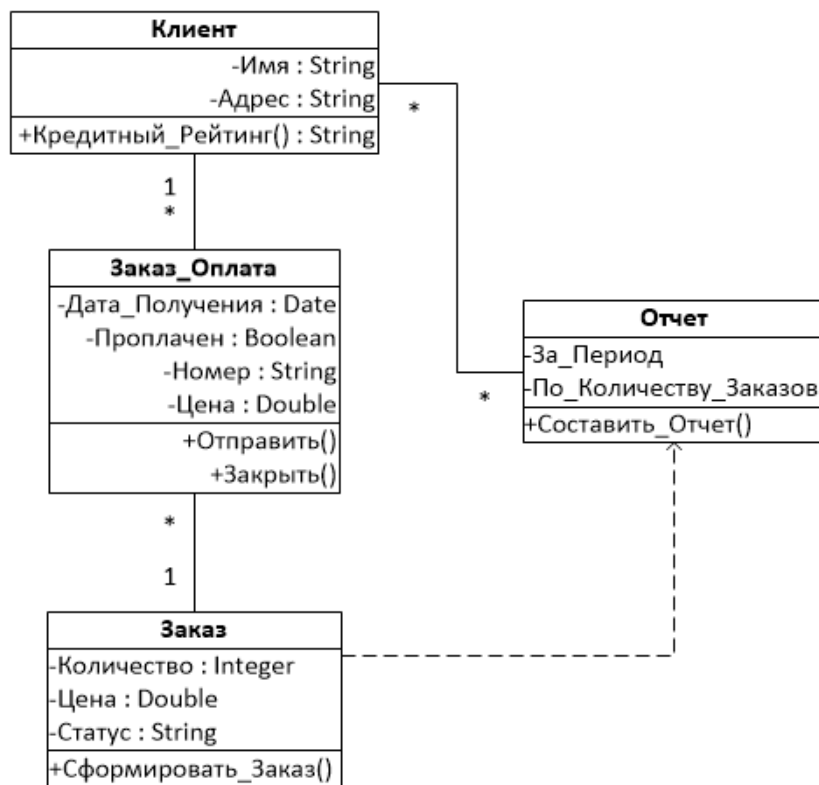 Клиент
-Имя : String
-Адрес : String
+Кредитный_Рейтинг() : String
*
1
*
Заказ_Оплата
-Дата_Получения : Date
-Проплачен : Boolean
-Номер : String
-Цена : Double
+Отправить()
+Закрыть()
Отчет
-За_Период
-По_Количеству_Заказов
+Составить_Отчет()
*
*
1
Заказ
-Количество : Integer
-Цена : Double
-Статус : String
+Сформировать_Заказ()